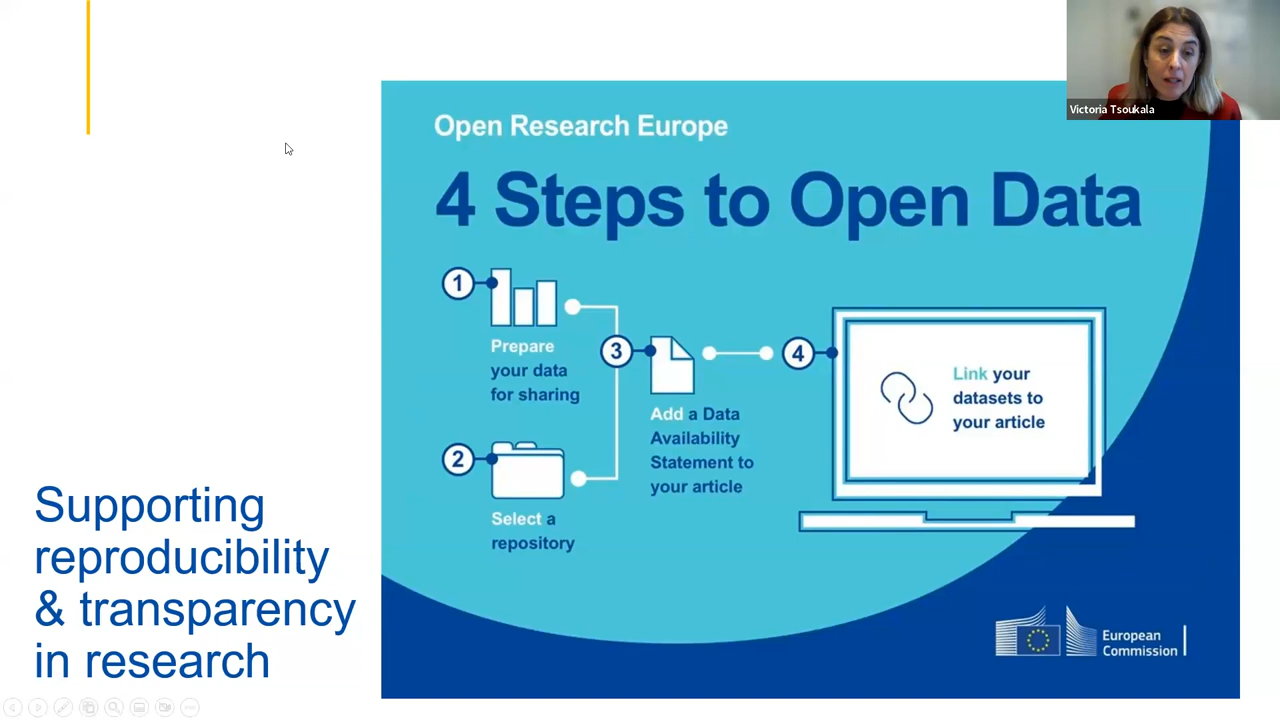 Victoria Tsoukala
Open Research Europe
4 Steps to Open Data
1
Prepare
your data
for sharing
2
Select a
repository
3
Add a Data
Availability
Statement to
your article
4
Link your
datasets to
your article
Supporting
reproducibility
& transparency
in research
European
Commission